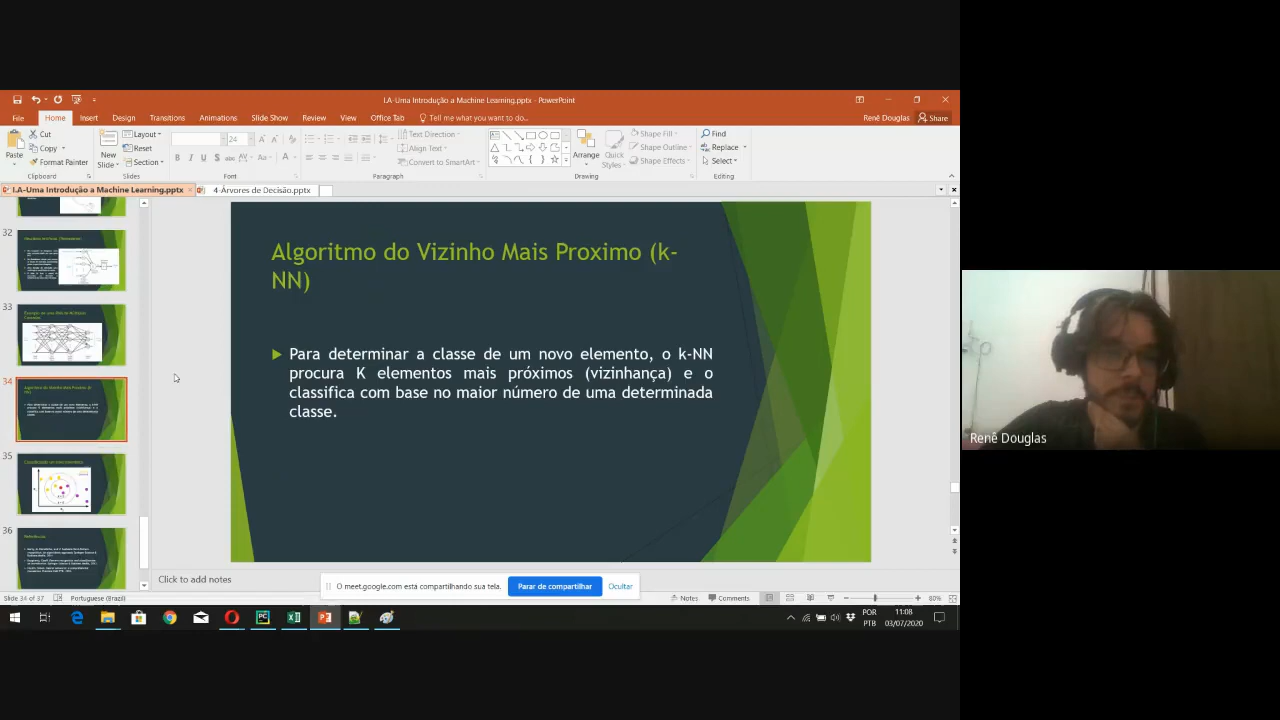 I.A-Uma Introdução a Machine Learning.pptx - PowerPoint
File Home Insert Design Transitions Animations Slide Show Review View Office Tab Tell me what you want to do...
Renê Douglas Share
Paste
Cut
Copy
Format Painter
Clipboard
New
Slide
Layout
Reset
Section
Slides
24
Font
Text Direction
Align Text
Convert to SmartArt
Paragraph
Arrange
Quick
Styles
Shape Fill
Shape Outline
Shape Effects
Drawing
Find
Replace
Select
Editing
I.A-Uma Introdução a Machine Learning.pptx
4 Árvores de Decisão.pptx
32
33
34
35
36
Referências
Algoritmo do Vizinho Mais Proximo (k-
NN)
Para determinar a classe de um novo elemento, o k-NN
procura K elementos mais próximos (vizinhança) e o
classifica com base no maior número de uma determinada
classe.
Click to add notes
O meet.google.com está compartilhando sua tela.
Parar de compartilhar
Ocultar
Slide 34 of 37
Portuguese (Brazil)
Notes
Comments
80%
POR
PTB
11:08
03/07/2020
Renê Douglas